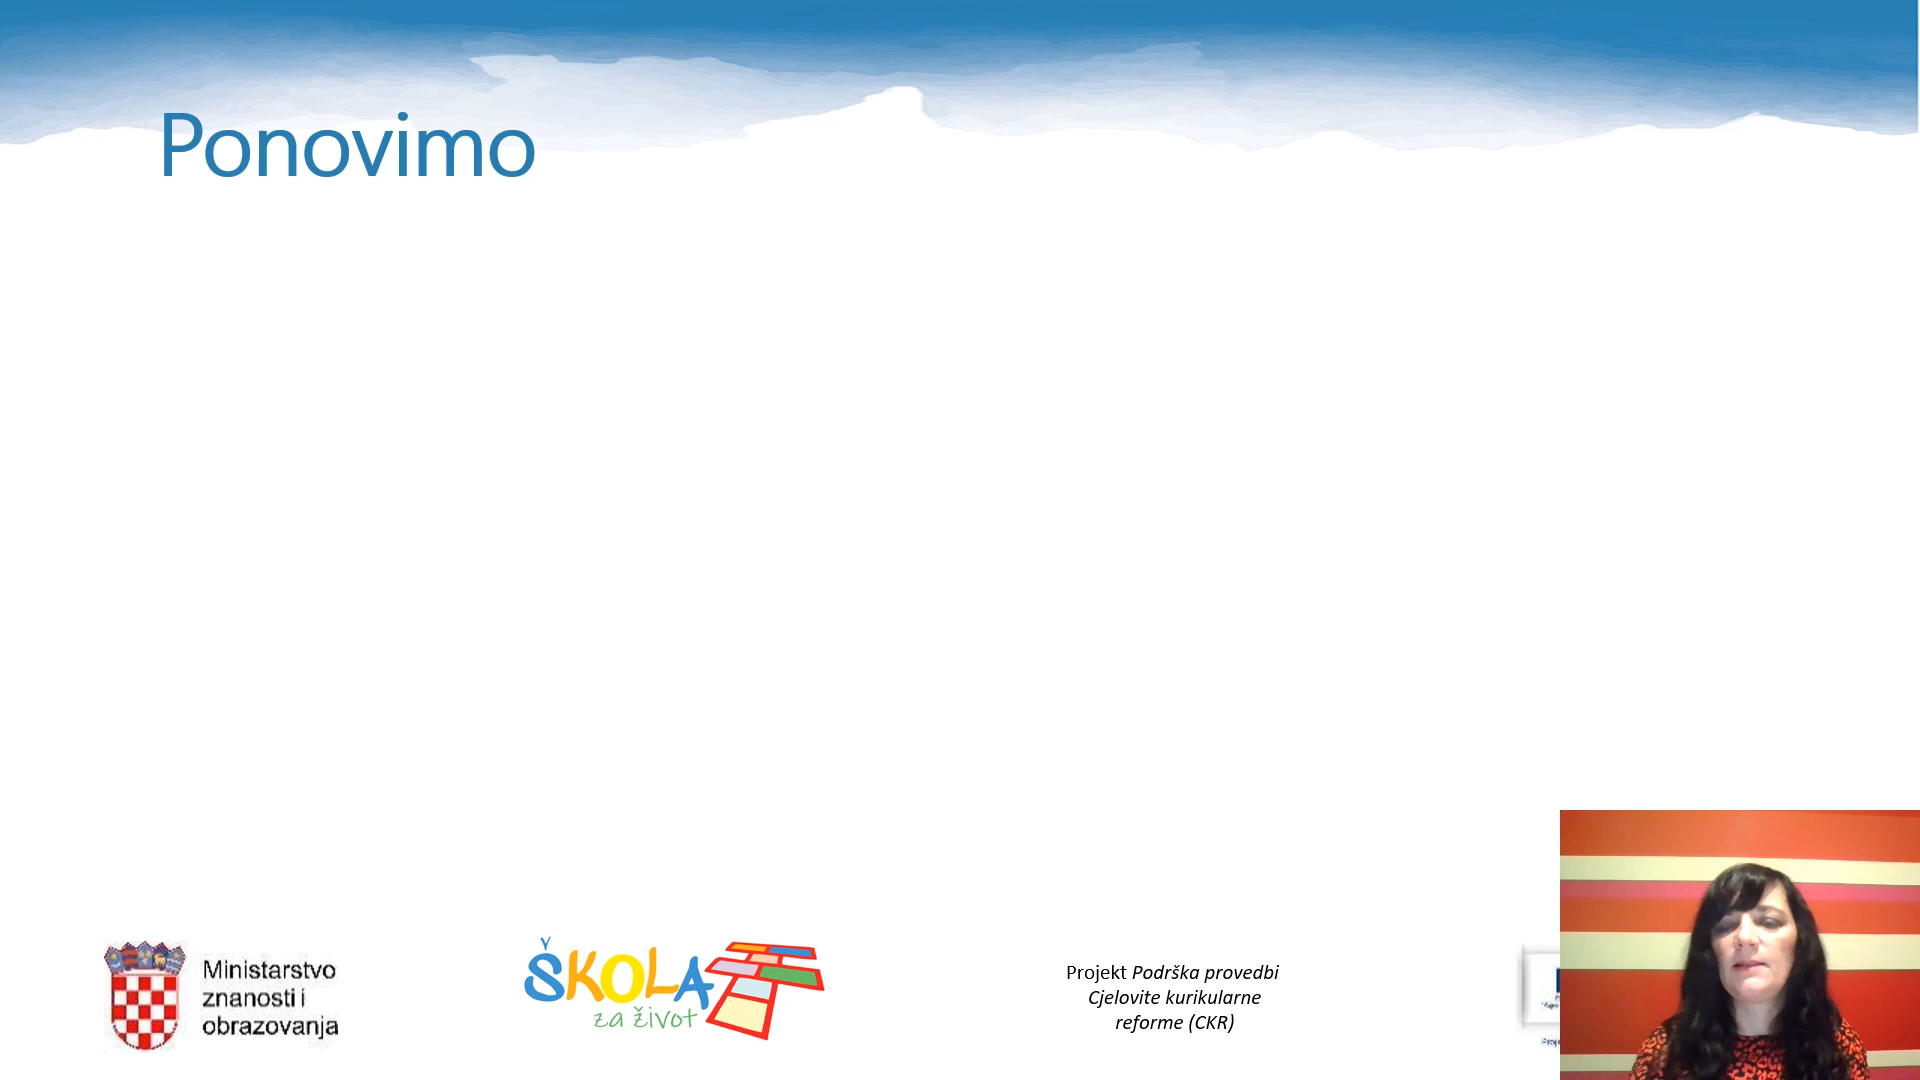 Ponovimo
Ministarstvo
znanosti i
obrazovanja
ŠKOLA
za život
Projekt Podrška provedbi
Cjelovite kurikularne
reforme (CKR)